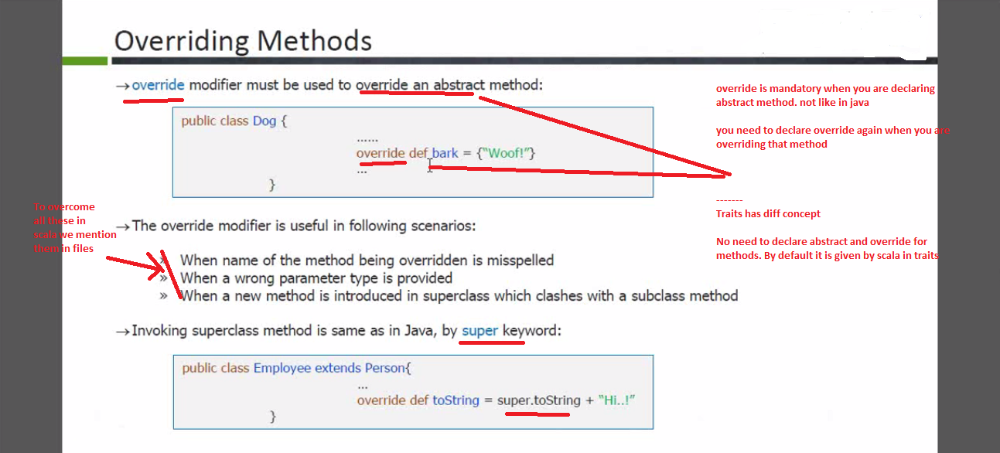 Overriding Methods
→override modifier must be used to override an abstract method:
public class Dog {
......
override def bark = {"Woof!"}
...
}
override is mandatory when you are declaring
abstract method. not like in java
you need to declare override again when you are
overriding that method
-------
Traits has diff concept
No need to declare abstract and override for
methods. By default it is given by scala in traits
To overcome
all these in
scala we mention
them in files
→The override modifier is useful in following scenarios:
» When name of the method being overridden is misspelled
» When a wrong parameter type is provided
» When a new method is introduced in superclass which clashes with a subclass method
→Invoking superclass method is same as in Java, by super keyword:
public class Employee extends Person{
...
override def toString = super.toString + "Hi..!"
}